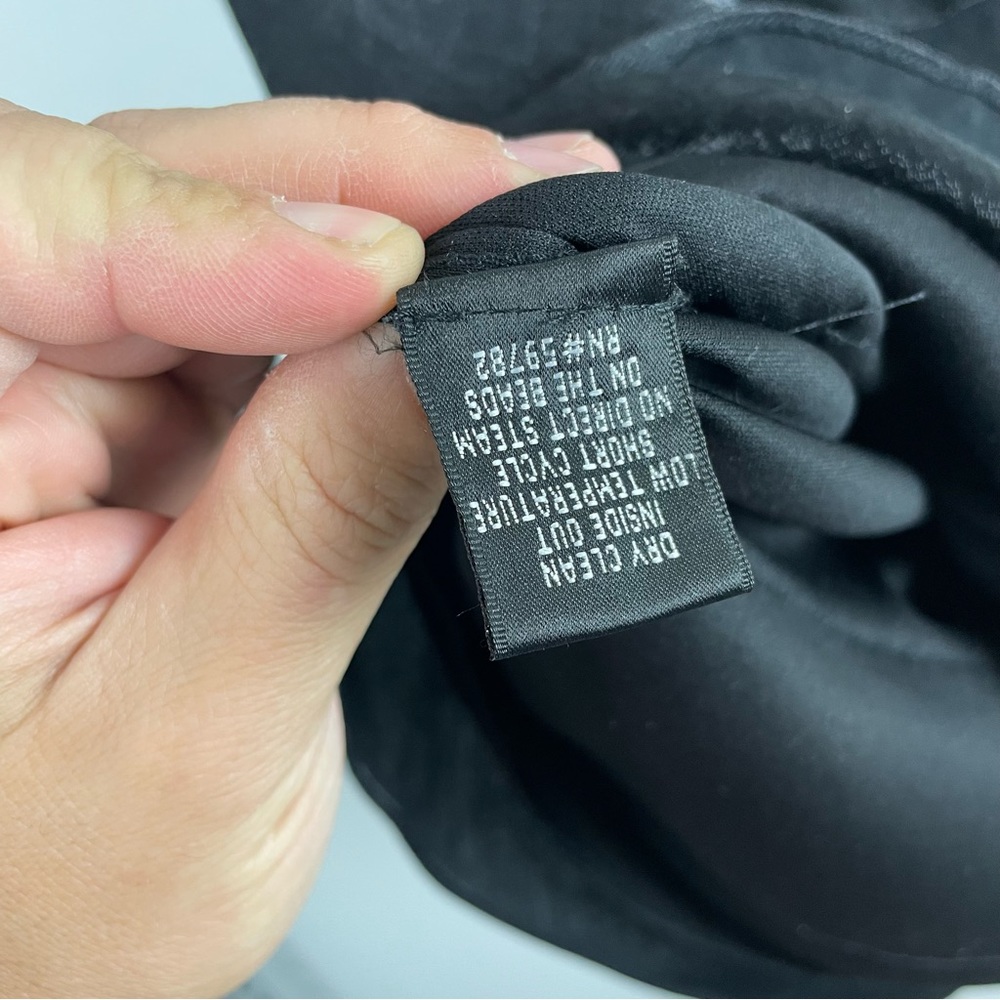 DRY CLEAN
INSIDE OUT
LOW TEMPERATURE
SHORT CYCLE
NO DIRECT STEAM
ON THE BEADS
RN#59782